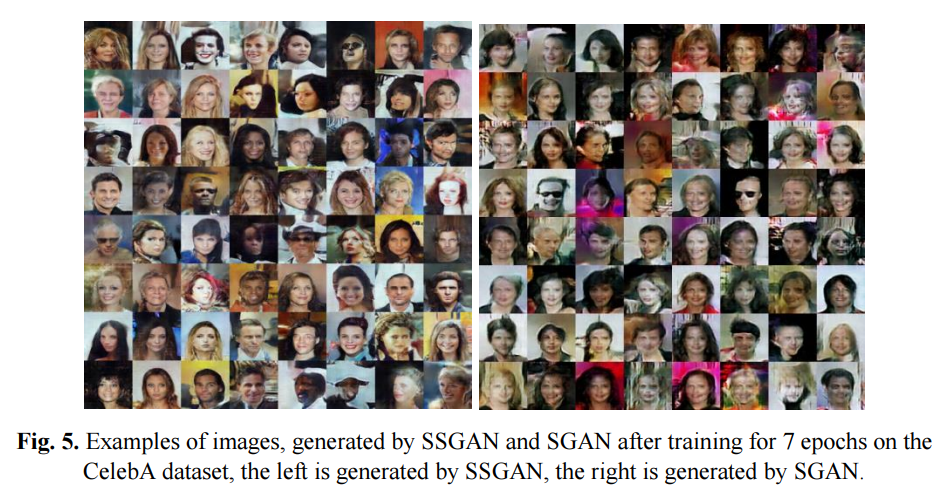 Fig. 5. Examples of images, generated by SSGAN and SGAN after training for 7 epochs on the
CelebA dataset, the left is generated by SSGAN, the right is generated by SGAN.